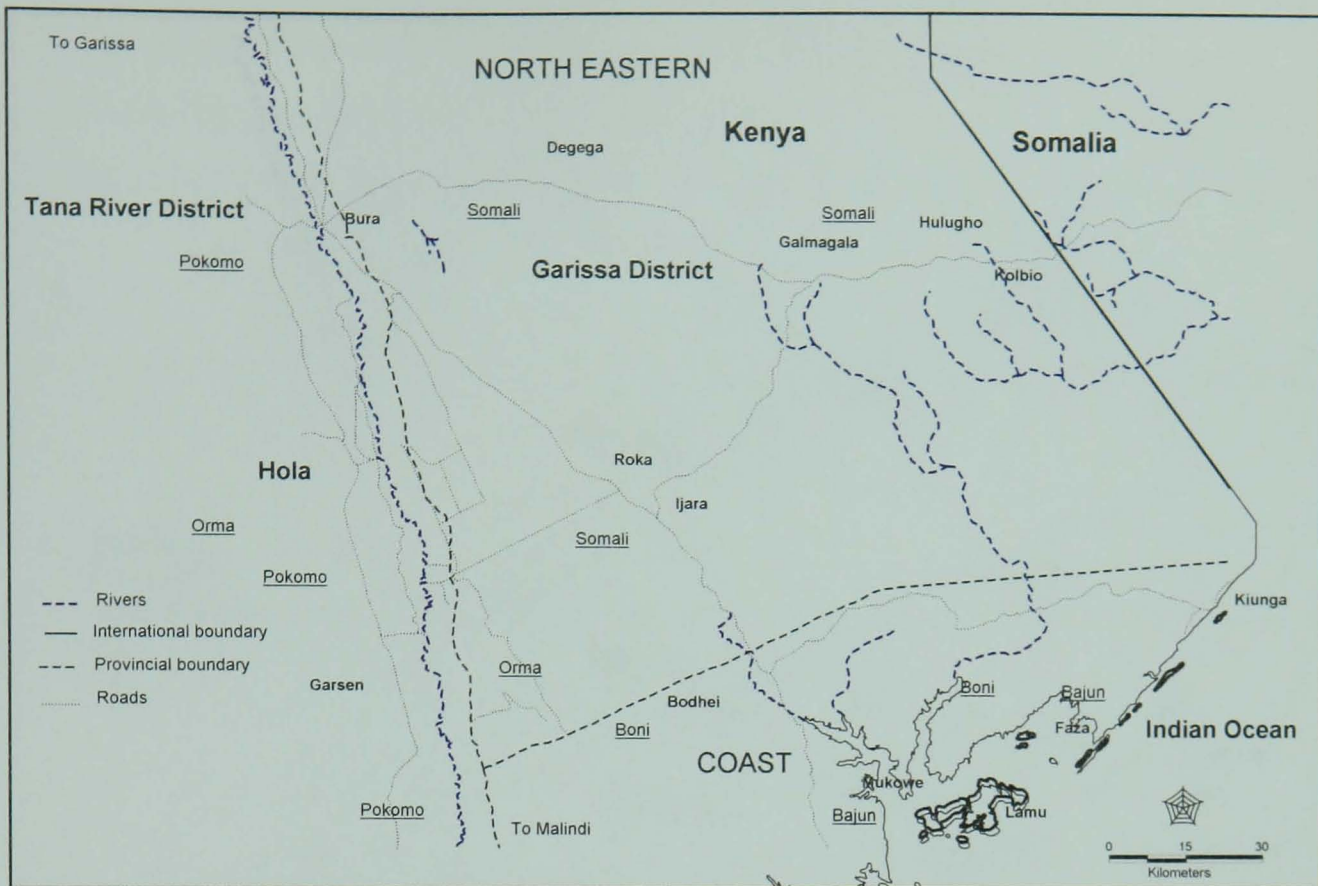 To Garissa
NORTH EASTERN
Kenya
Somalia
Degega
Tana River District
Bura
Somali
Somali
Hulugho
Galmagala
Pokomo
Garissa District
Kolbio
Hola
Roka
Ijara
Orma
Somali
Pokomo
Rivers
International boundary
Provincial boundary
Roads
Kiunga
Garsen
Orma
Bodhei
Boni
Boni
Bajun
Faza
Indian Ocean
COAST
Mukowe
Pokomo
To Malindi
Bajun
Lamu
0 15 30
Kilometers